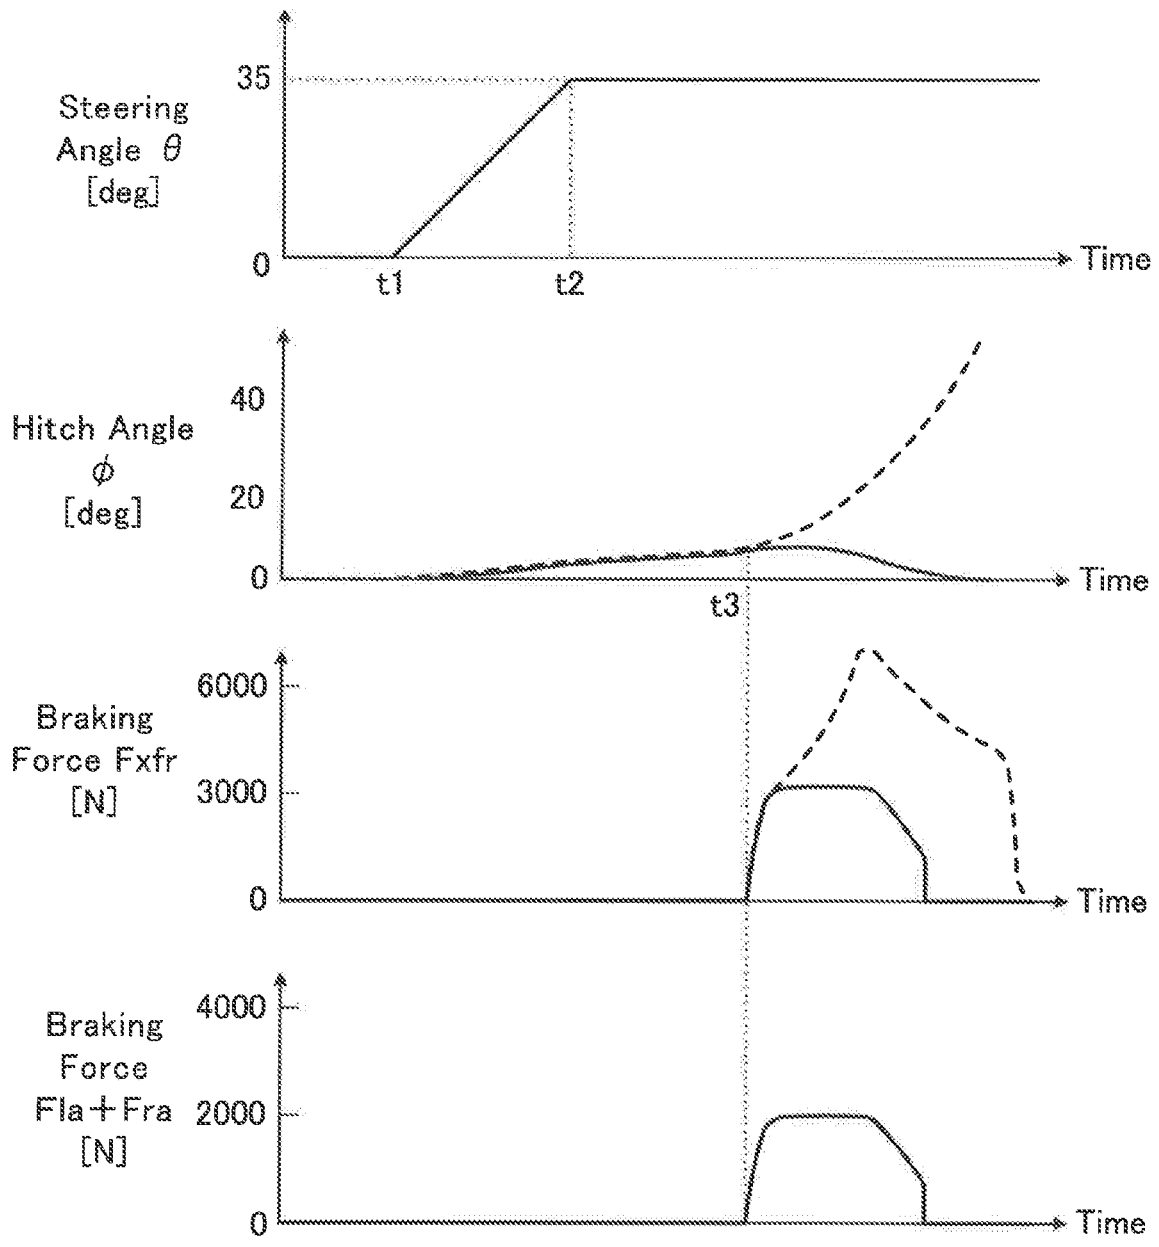 35
Steering
Angle θ
[deg]
0
t1
t2
Time
40
Hitch Angle
ϕ
[deg]
20
0
t3
Time
6000
Braking
Force Fxfr
[N]
3000
0
Time
4000
Braking
Force
Fla+Fra
[N]
2000
0
Time